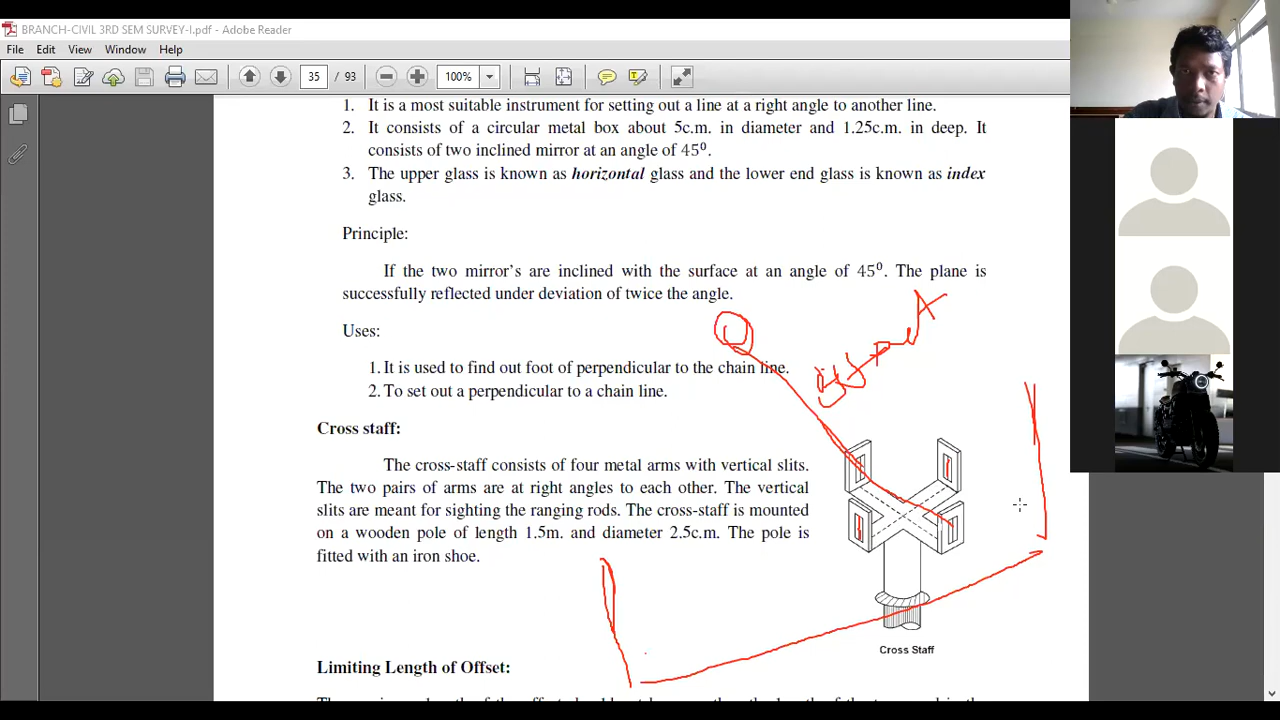 BRANCH-CIVIL 3RD SEM SURVEY-I.pdf - Adobe Reader
File Edit View Window Help
35 / 93 100%
1. It is a most suitable instrument for setting out a line at a right angle to another line.
2. It consists of a circular metal box about 5c.m. in diameter and 1.25c.m. in deep. It
consists of two inclined mirror at an angle of 45⁰.
3. The upper glass is known as horizontal glass and the lower end glass is known as index
glass.
Principle:
If the two mirror's are inclined with the surface at an angle of 45⁰. The plane is
successfully reflected under deviation of twice the angle.
Uses:
1. It is used to find out foot of perpendicular to the chain line.
2. To set out a perpendicular to a chain line.
Cross staff:
The cross-staff consists of four metal arms with vertical slits.
The two pairs of arms are at right angles to each other. The vertical
slits are meant for sighting the ranging rods. The cross-staff is mounted
on a wooden pole of length 1.5m. and diameter 2.5c.m. The pole is
fitted with an iron shoe.
Cross Staff
Limiting Length of Offset: